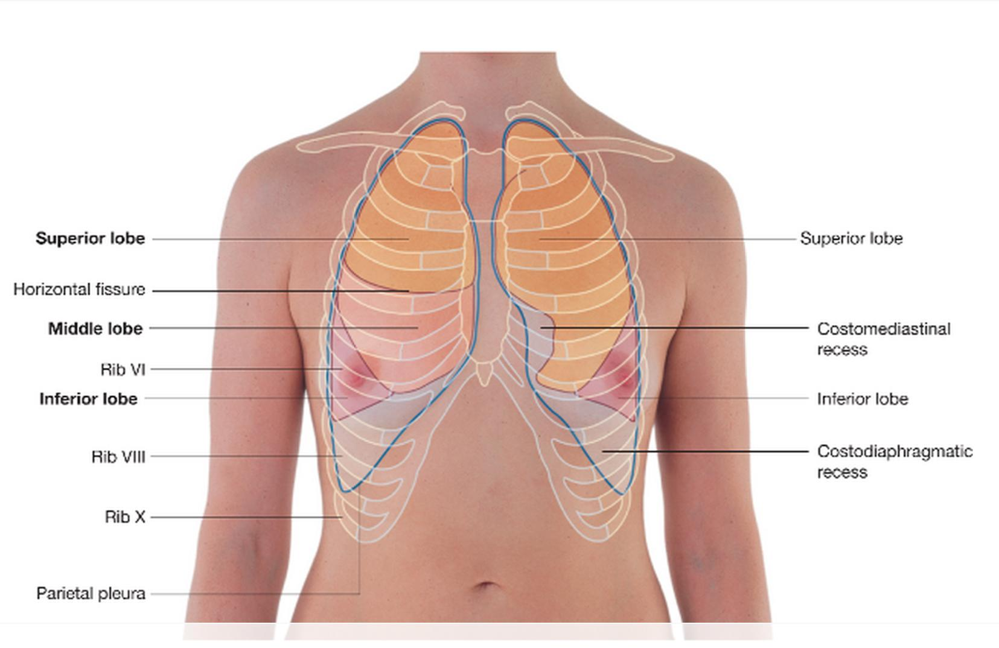 Superior lobe
Horizontal fissure
Middle lobe
Rib VI
Inferior lobe
Rib VIII
Rib X
Parietal pleura
Superior lobe
Costomediastinal
recess
Inferior lobe
Costodiaphragmatic
recess